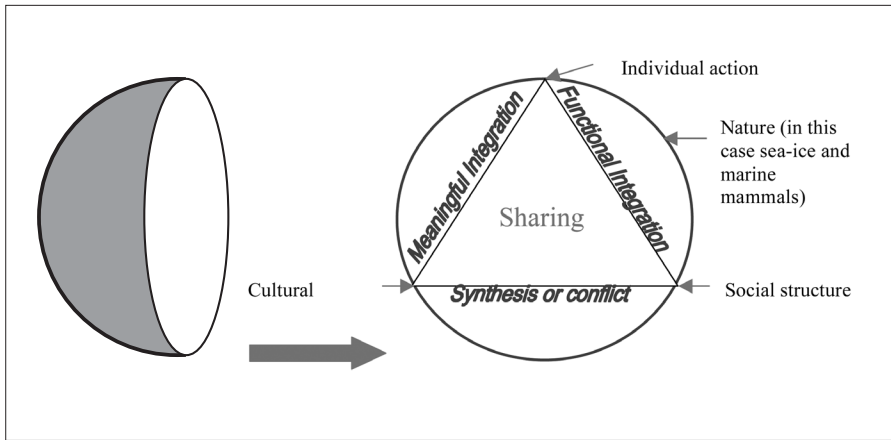 Individual action
Nature (in this
case sea-ice and
marine
mammals)
Meaningful Integration
Functional Integration
Sharing
Cultural
Synthesis or conflict
Social structure